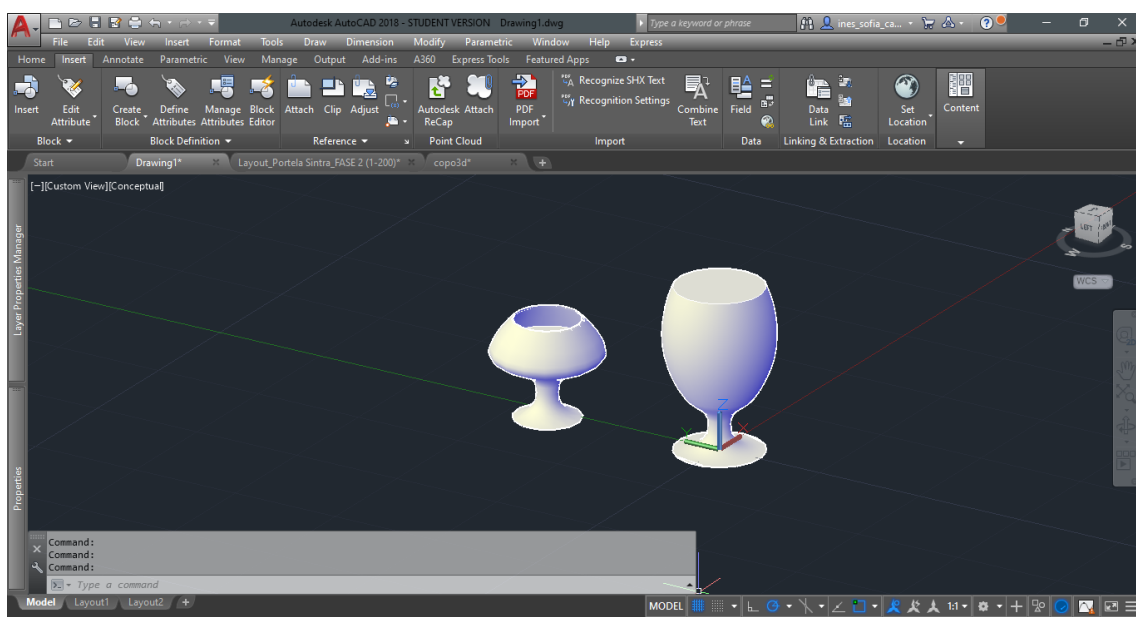 Autodesk AutoCAD 2018 - STUDENT VERSION Drawing1.dwg
Type a keyword or phrase
ines_sofia_ca...
File Edit View Insert Format Tools Draw Dimension Modify Parametric Window Help Express
Home Insert Annotate Parametric View Manage Output Add-ins A360 Express Tools Featured Apps
Insert
Edit Attribute
Create Block
Define Attributes
Manage Attributes
Block Editor
Attach
Clip
Adjust
Autodesk ReCap
Attach
PDF
PDF Import
Recognize SHX Text
Recognition Settings
Combine Text
Field
Data Link
Set Location
Content
Block
Block Definition
Reference
Point Cloud
Import
Data
Linking & Extraction
Location
Start Drawing1* Layout_Portela Sintra_FASE 2 (1-200)* copo3d*
[−][Custom View][Conceptual]
LEFT
S
WCS
Layer Properties Manager
Z
X
Properties
Command:
Command:
Command:
Type a command
Model Layout1 Layout2
MODEL
1:1